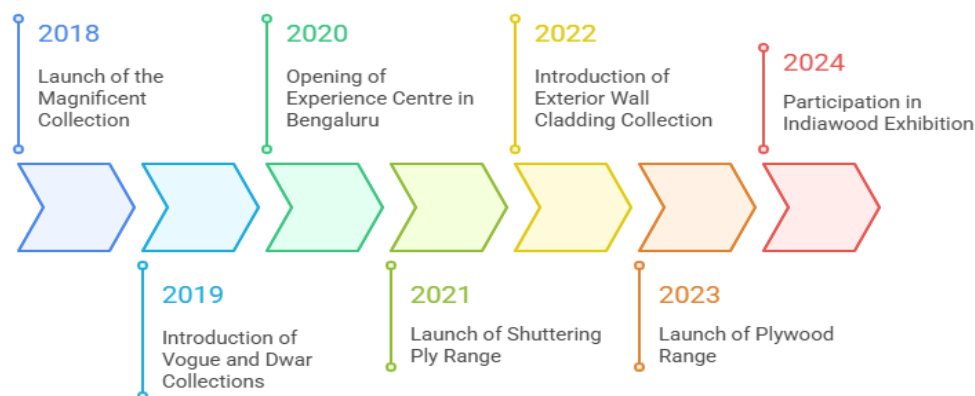 2018
Launch of the
Magnificent
Collection
2019
Introduction of
Vogue and Dwar
Collections
2020
Opening of
Experience Centre in
Bengaluru
2021
Launch of Shuttering
Ply Range
2022
Introduction of
Exterior Wall
Cladding Collection
2023
Launch of Plywood
Range
2024
Participation in
Indiawood Exhibition